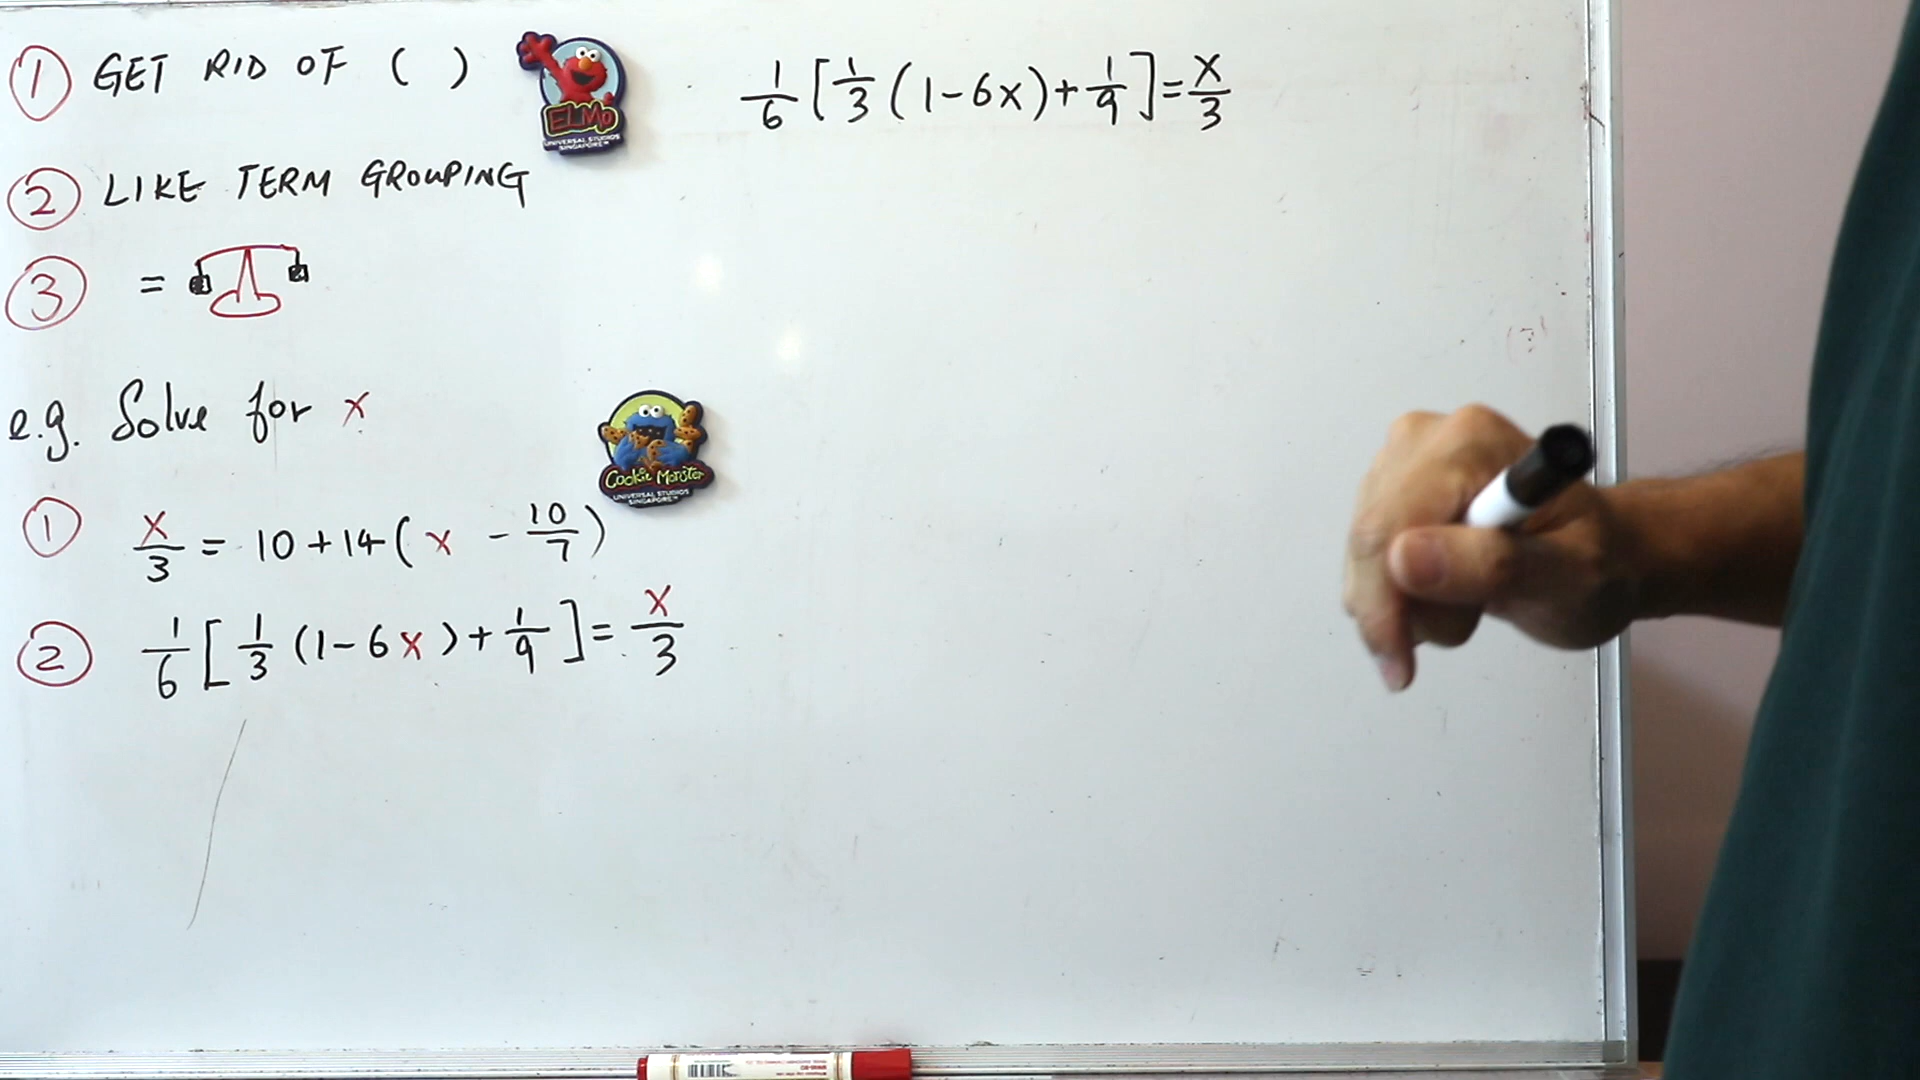 ① GET RID OF ( )
ELMO
UNIVERSAL STUDIOS
SINGAPORE™
② LIKE TERM GROUPING
③ =
e.g. Solve for x
Cookie Monster
UNIVERSAL STUDIOS
SINGAPORE™
① x/3 = 10 + 14 ( x - 10/7 )
② 1/6 [ 1/3 (1 - 6x) + 1/9 ] = x/3
1/6 [ 1/3 (1 - 6x) + 1/9 ] = x/3